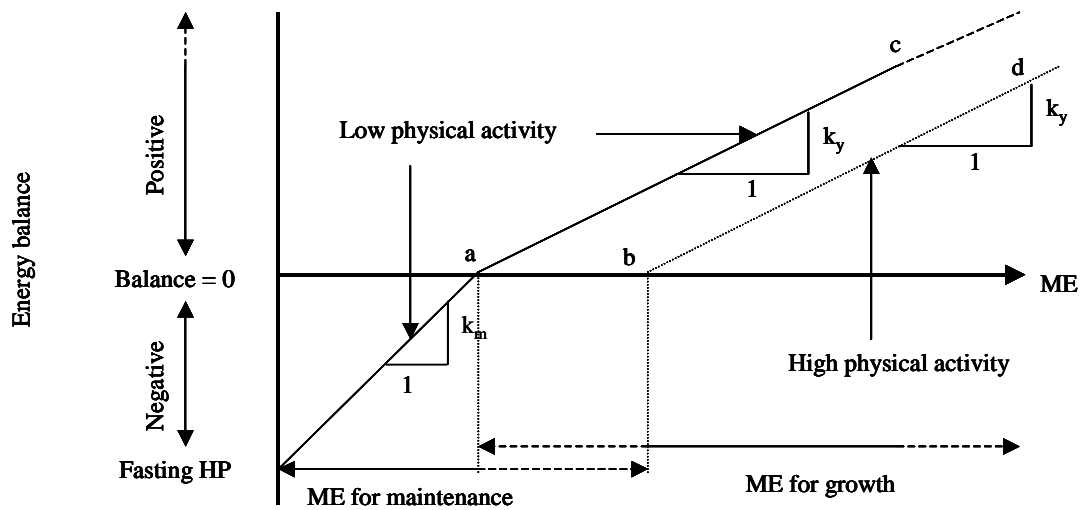 Energy balance
Positive
Negative
Balance = 0
Fasting HP
Low physical activity
High physical activity
a
b
c
d
kₘ
1
k_y
1
k_y
1
ME
ME for maintenance
ME for growth